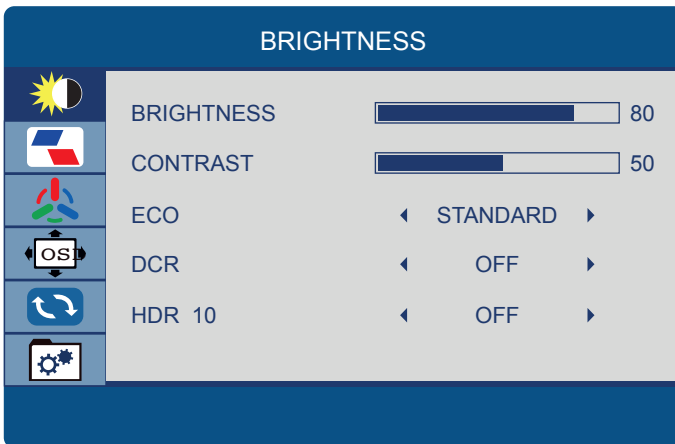 BRIGHTNESS
BRIGHTNESS 80
CONTRAST 50
ECO STANDARD
DCR OFF
OSD
HDR 10 OFF